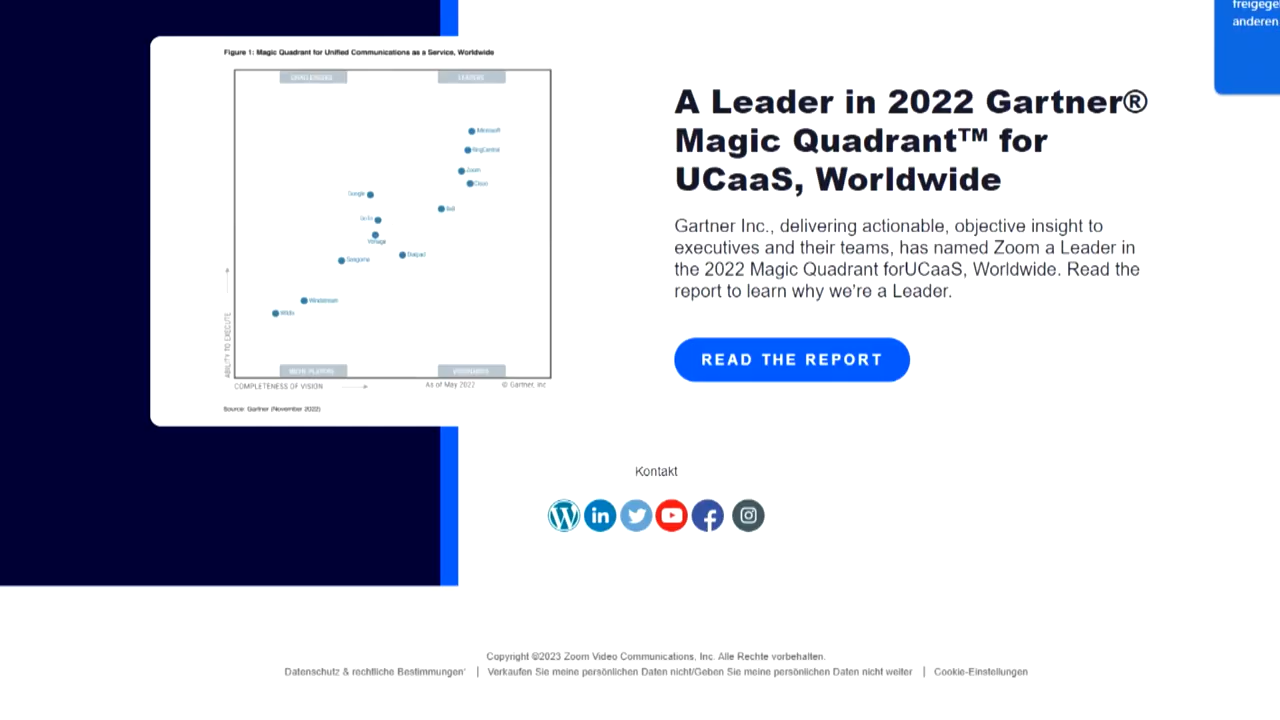 freigege
anderen
Figure 1: Magic Quadrant for Unified Communications as a Service, Worldwide
CHALLENGERS
LEADERS
Microsoft
RingCentral
Zoom
Cisco
Google
8x8
GoTo
Vonage
Dialpad
Sangoma
Windstream
Wildix
ABILITY TO EXECUTE
NICHE PLAYERS
VISIONARIES
COMPLETENESS OF VISION
As of May 2022
© Gartner, Inc
Source: Gartner (November 2022)
A Leader in 2022 Gartner®
Magic Quadrant™ for
UCaaS, Worldwide
Gartner Inc., delivering actionable, objective insight to
executives and their teams, has named Zoom a Leader in
the 2022 Magic Quadrant forUCaaS, Worldwide. Read the
report to learn why we're a Leader.
READ THE REPORT
Kontakt
Copyright ©2023 Zoom Video Communications, Inc. Alle Rechte vorbehalten.
Datenschutz & rechtliche Bestimmungen | Verkaufen Sie meine persönlichen Daten nicht/Geben Sie meine persönlichen Daten nicht weiter | Cookie-Einstellungen